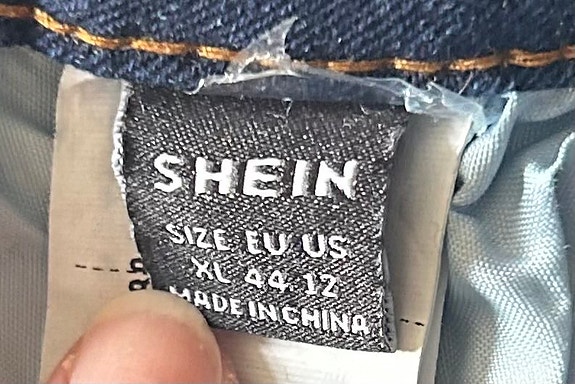 SHEIN
SIZE EU US
XL 44 12
MADE IN CHINA